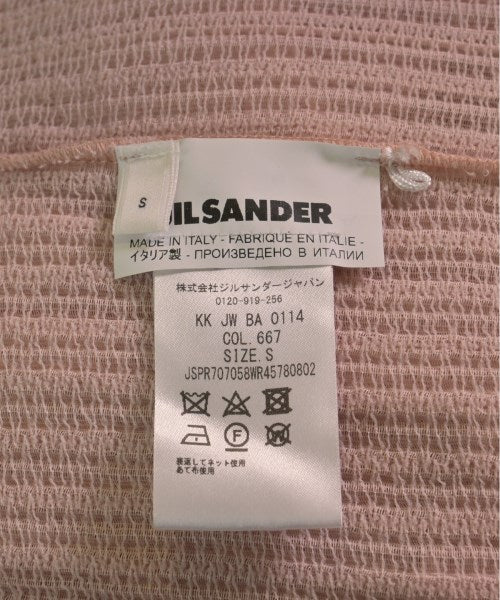 S
JIL SANDER
MADE IN ITALY - FABRIQUÉ EN ITALIE -
イタリア製 - ПРОИЗВЕДЕНО В ИТАЛИИ
株式会社ジルサンダージャパン
0120-919-256
KK JW BA 0114
COL. 667
SIZE. S
JSPR707058WR45780802
F
W
裏返してネット使用
あて布使用